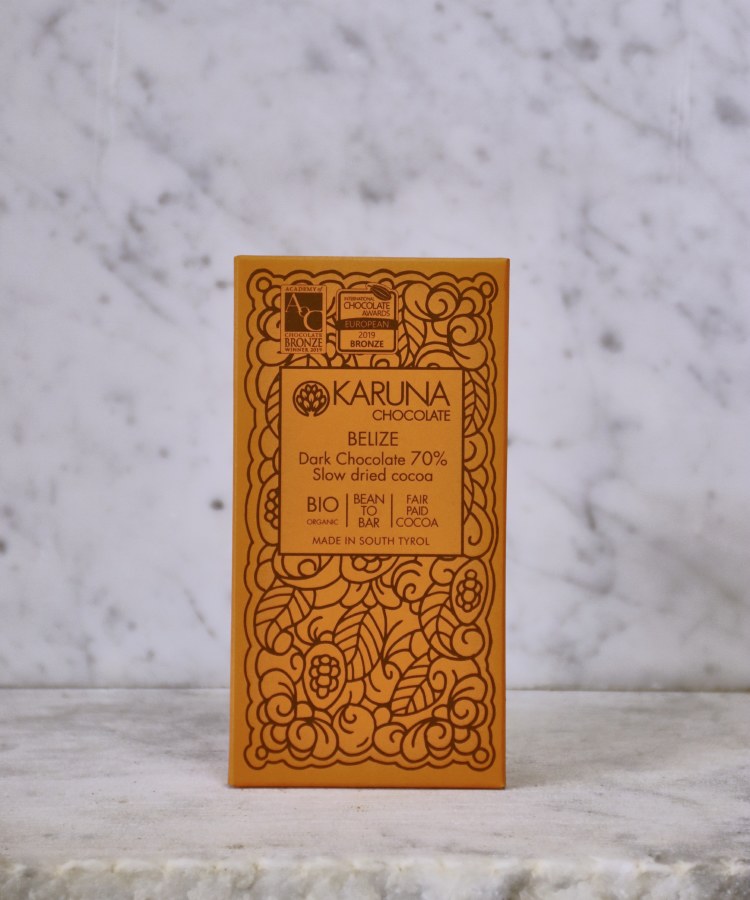 ACADEMY of
A C
CHOCOLATE
BRONZE
WINNER 2019
INTERNATIONAL
CHOCOLATE
AWARDS
EUROPEAN
2019
BRONZE
KARUNA
CHOCOLATE
BELIZE
Dark Chocolate 70%
Slow dried cocoa
BIO
ORGANIC
BEAN
TO
BAR
FAIR
PAID
COCOA
MADE IN SOUTH TYROL